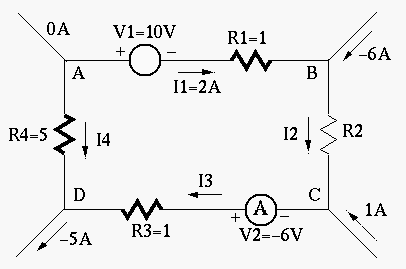 0A
V1=10V
R1=1
+ −
−6A
A
B
I1=2A
R4=5
I4
I2
R2
D
I3
C
+ A −
1A
−5A
R3=1
V2=−6V